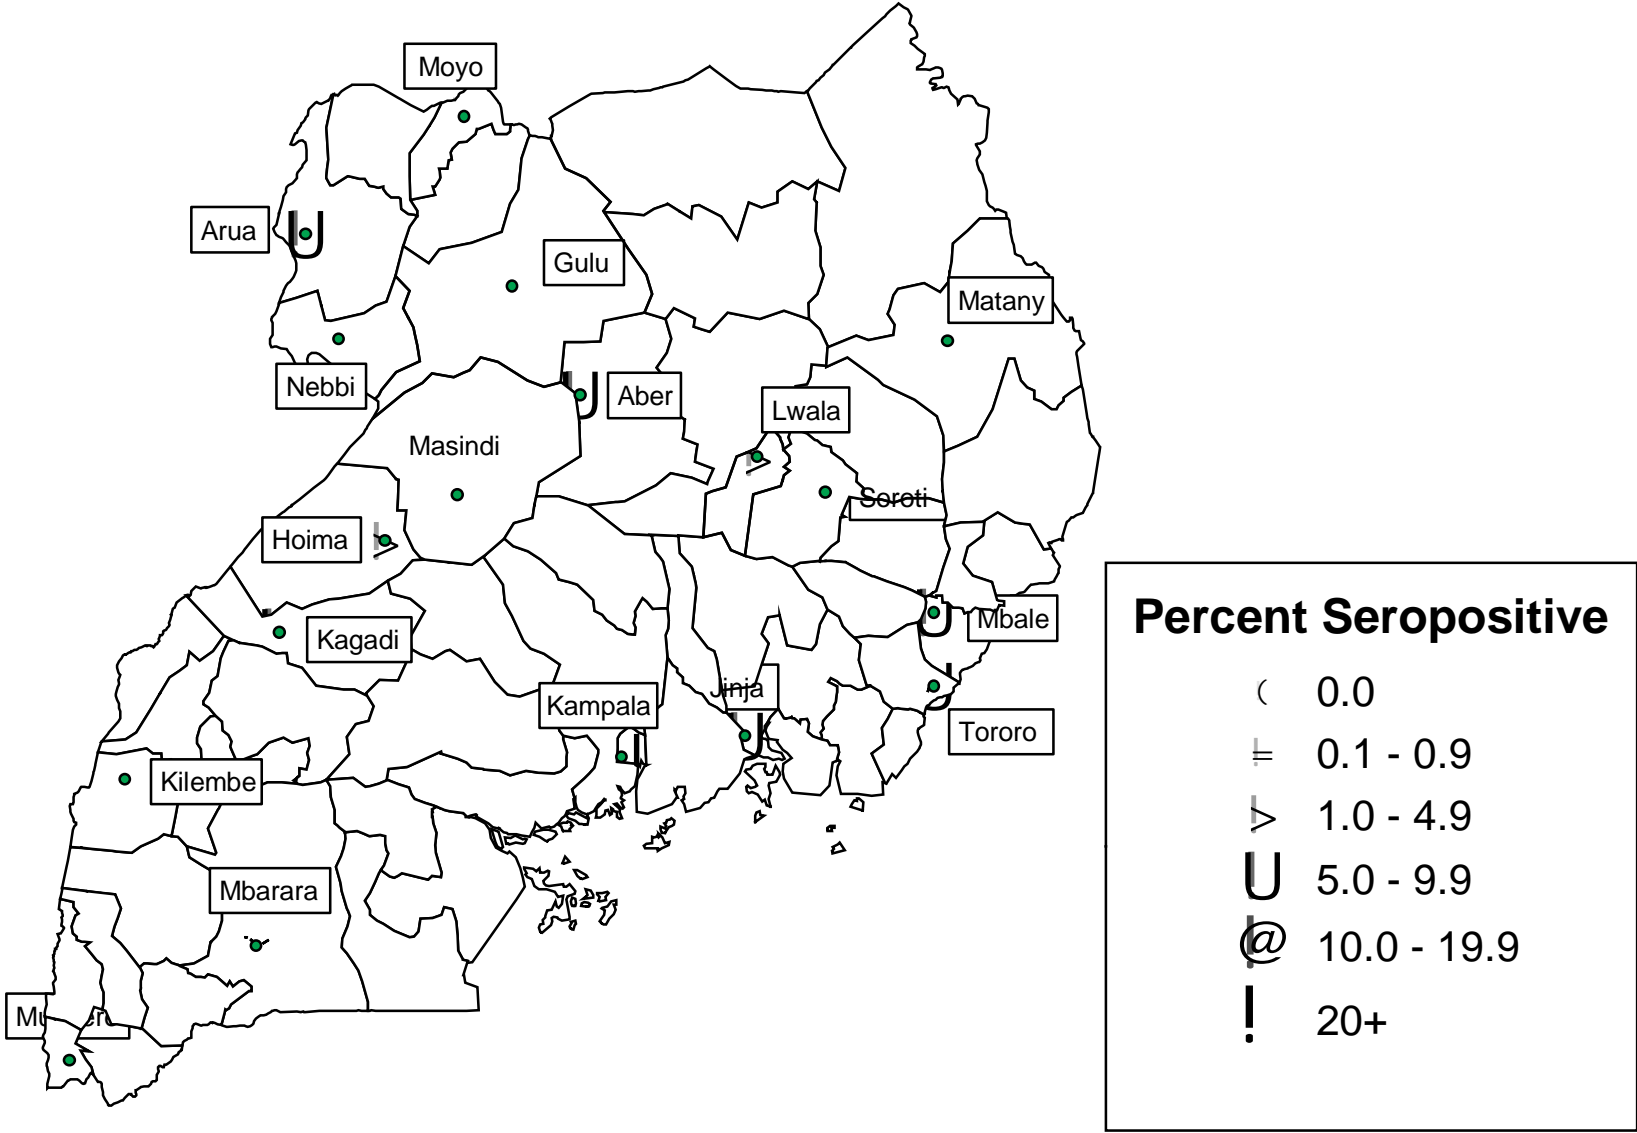 Moyo
Arua
Gulu
Matany
Nebbi
Aber
Lwala
Masindi
Soroti
Hoima
Mbale
Kagadi
Jinja
Kampala
Tororo
Kilembe
Mbarara
Percent Seropositive
( 0.0
= 0.1 - 0.9
> 1.0 - 4.9
U 5.0 - 9.9
@ 10.0 - 19.9
! 20+